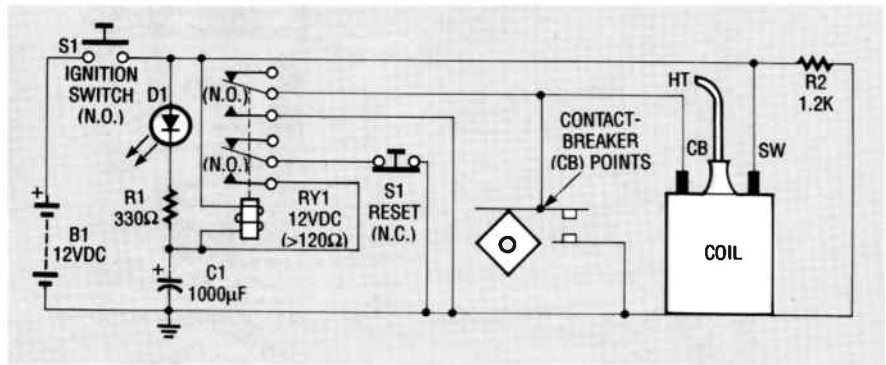 S1
IGNITION
SWITCH
(N.O.)
D1
R1
330Ω
+
B1
12VDC
+
C1
1000µF
(N.O.)
(N.O.)
RY1
12VDC
(>120Ω)
S1
RESET
(N.C.)
CONTACT-
BREAKER
(CB) POINTS
HT
CB
SW
COIL
R2
1.2K